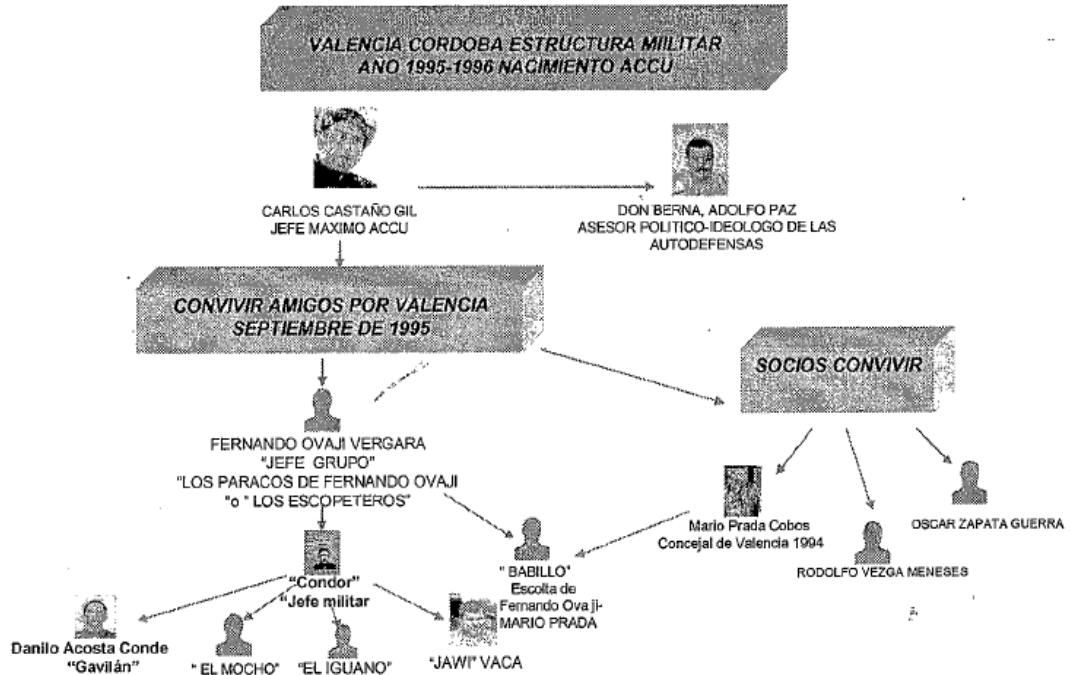 VALENCIA CORDOBA ESTRUCTURA MIILITAR
ANO 1995-1996 NACIMIENTO ACCU
CARLOS CASTAÑO GIL
JEFE MAXIMO ACCU
DON BERNA, ADOLFO PAZ
ASESOR POLITICO-IDEOLOGO DE LAS
AUTODEFENSAS
CONVIVIR AMIGOS POR VALENCIA
SEPTIEMBRE DE 1995
SOCIOS CONVIVIR
FERNANDO OVAJI VERGARA
"JEFE GRUPO"
"LOS PARACOS DE FERNANDO OVAJI
"o " LOS ESCOPETEROS"
Mario Prada Cobos
Concejal de Valencia 1994
OSCAR ZAPATA GUERRA
RODOLFO VEZGA MENESES
" BABILLO"
Escolta de
Fernando Ova ji-
MARIO PRADA
"Condor"
"Jefe militar
Danilo Acosta Conde
"Gavilán"
" EL MOCHO"
"EL IGUANO"
"JAWI" VACA